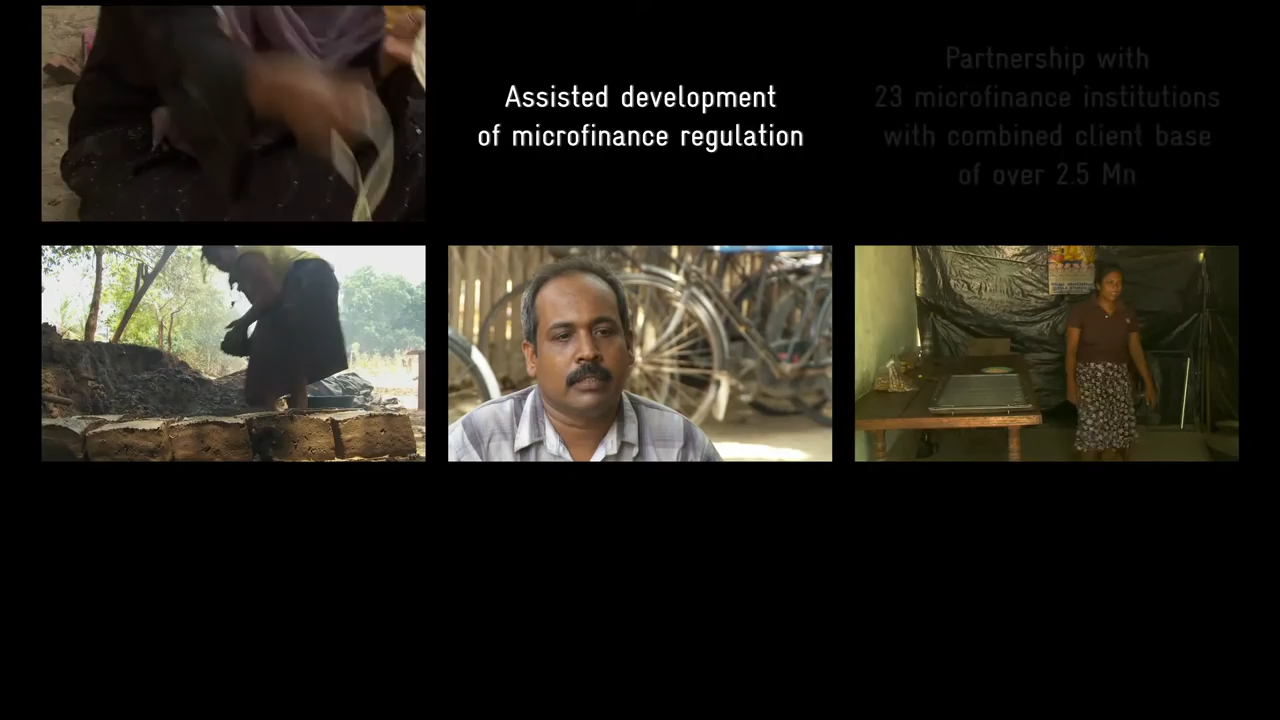 Assisted development
of microfinance regulation
Partnership with
23 microfinance institutions
with combined client base
of over 2.5 Mn